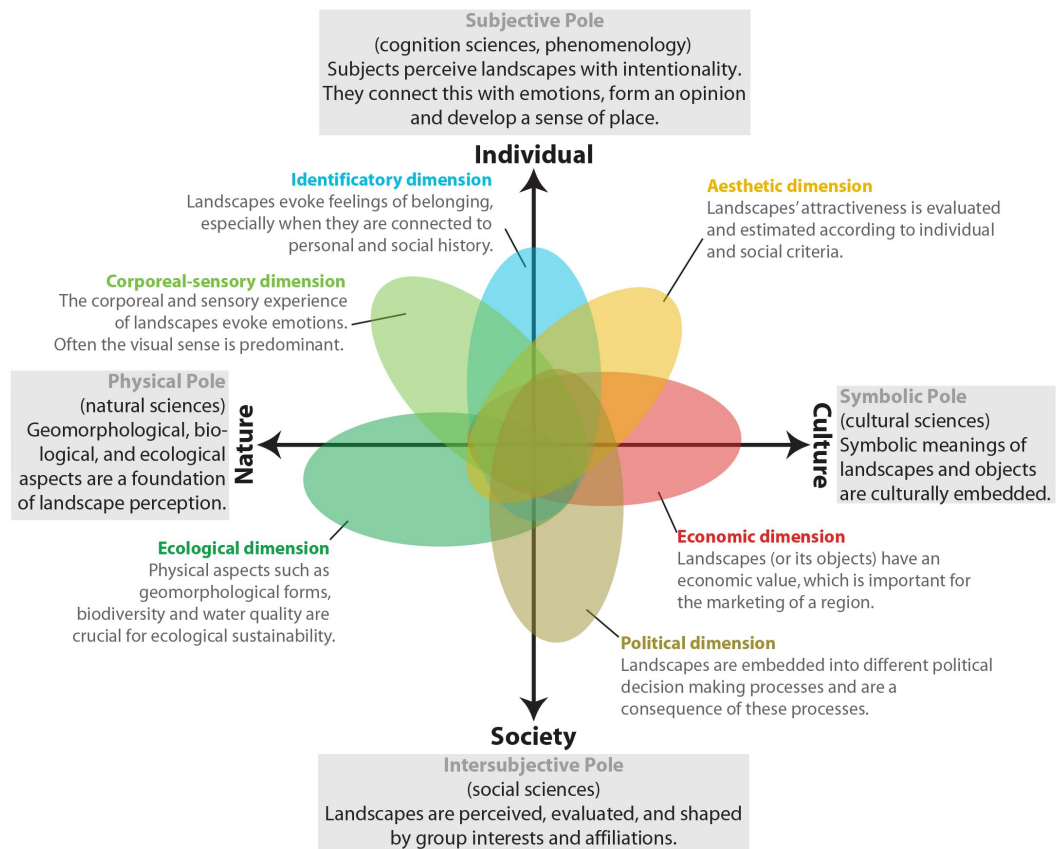 Subjective Pole
(cognition sciences, phenomenology)
Subjects perceive landscapes with intentionality.
They connect this with emotions, form an opinion
and develop a sense of place.
Individual
Identificatory dimension
Landscapes evoke feelings of belonging,
especially when they are connected to
personal and social history.
Aesthetic dimension
Landscapes' attractiveness is evaluated
and estimated according to individual
and social criteria.
Corporeal-sensory dimension
The corporeal and sensory experience
of landscapes evoke emotions.
Often the visual sense is predominant.
Physical Pole
(natural sciences)
Geomorphological, bio-
logical, and ecological
aspects are a foundation
of landscape perception.
Nature
Culture
Symbolic Pole
(cultural sciences)
Symbolic meanings of
landscapes and objects
are culturally embedded.
Ecological dimension
Physical aspects such as
geomorphological forms,
biodiversity and water quality are
crucial for ecological sustainability.
Economic dimension
Landscapes (or its objects) have an
economic value, which is important for
the marketing of a region.
Political dimension
Landscapes are embedded into different political
decision making processes and are a
consequence of these processes.
Society
Intersubjective Pole
(social sciences)
Landscapes are perceived, evaluated, and shaped
by group interests and affiliations.